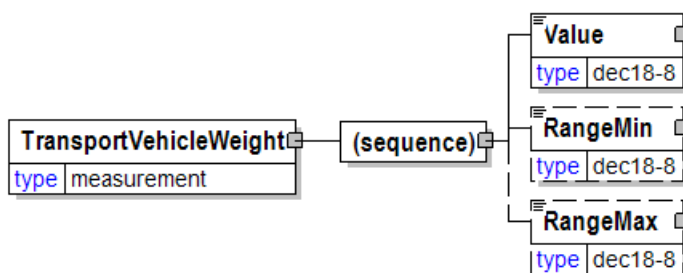 Value
type dec18-8
TransportVehicleWeight
type measurement
(sequence)
RangeMin
type dec18-8
RangeMax
type dec18-8